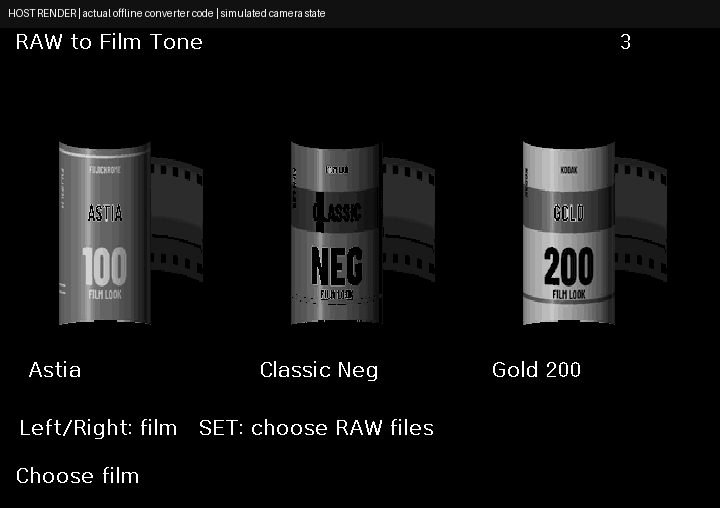 HOST RENDER | actual offline converter code | simulated camera state
RAW to Film Tone
3
FUJICHROME
ASTIA
100
FILM LOOK
CLASSIC
NEG
FILM LOOK
KODAK
GOLD
200
FILM LOOK
Astia
Classic Neg
Gold 200
Left/Right: film SET: choose RAW files
Choose film